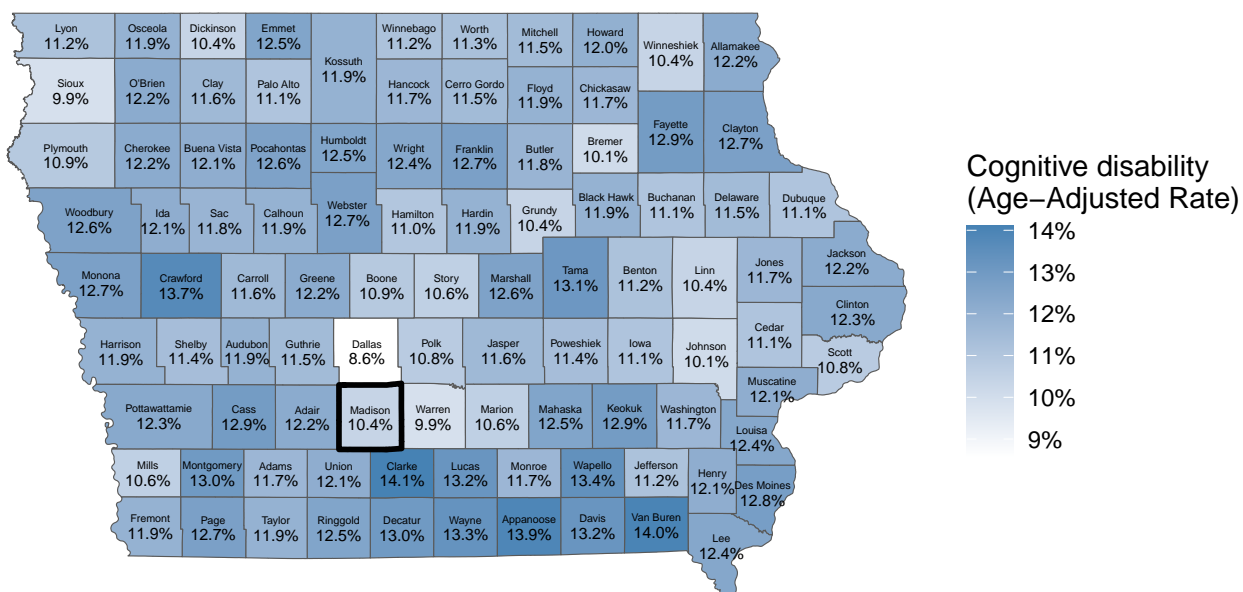 Lyon
11.2%
Osceola
11.9%
Dickinson
10.4%
Emmet
12.5%
Kossuth
11.9%
Winnebago
11.2%
Worth
11.3%
Mitchell
11.5%
Howard
12.0%
Winneshiek
10.4%
Allamakee
12.2%
Sioux
9.9%
O'Brien
12.2%
Clay
11.6%
Palo Alto
11.1%
Hancock
11.7%
Cerro Gordo
11.5%
Floyd
11.9%
Chickasaw
11.7%
Fayette
12.9%
Clayton
12.7%
Plymouth
10.9%
Cherokee
12.2%
Buena Vista
12.1%
Pocahontas
12.6%
Humboldt
12.5%
Wright
12.4%
Franklin
12.7%
Butler
11.8%
Bremer
10.1%
Woodbury
12.6%
Ida
12.1%
Sac
11.8%
Calhoun
11.9%
Webster
12.7%
Hamilton
11.0%
Hardin
11.9%
Grundy
10.4%
Black Hawk
11.9%
Buchanan
11.1%
Delaware
11.5%
Dubuque
11.1%
Monona
12.7%
Crawford
13.7%
Carroll
11.6%
Greene
12.2%
Boone
10.9%
Story
10.6%
Marshall
12.6%
Tama
13.1%
Benton
11.2%
Linn
10.4%
Jones
11.7%
Jackson
12.2%
Clinton
12.3%
Harrison
11.9%
Shelby
11.4%
Audubon
11.9%
Guthrie
11.5%
Dallas
8.6%
Polk
10.8%
Jasper
11.6%
Poweshiek
11.4%
Iowa
11.1%
Johnson
10.1%
Cedar
11.1%
Scott
10.8%
Muscatine
12.1%
Pottawattamie
12.3%
Cass
12.9%
Adair
12.2%
Madison
10.4%
Warren
9.9%
Marion
10.6%
Mahaska
12.5%
Keokuk
12.9%
Washington
11.7%
Louisa
12.4%
Mills
10.6%
Montgomery
13.0%
Adams
11.7%
Union
12.1%
Clarke
14.1%
Lucas
13.2%
Monroe
11.7%
Wapello
13.4%
Jefferson
11.2%
Henry
12.1%
Des Moines
12.8%
Fremont
11.9%
Page
12.7%
Taylor
11.9%
Ringgold
12.5%
Decatur
13.0%
Wayne
13.3%
Appanoose
13.9%
Davis
13.2%
Van Buren
14.0%
Lee
12.4%
Cognitive disability
(Age−Adjusted Rate)
14%
13%
12%
11%
10%
9%